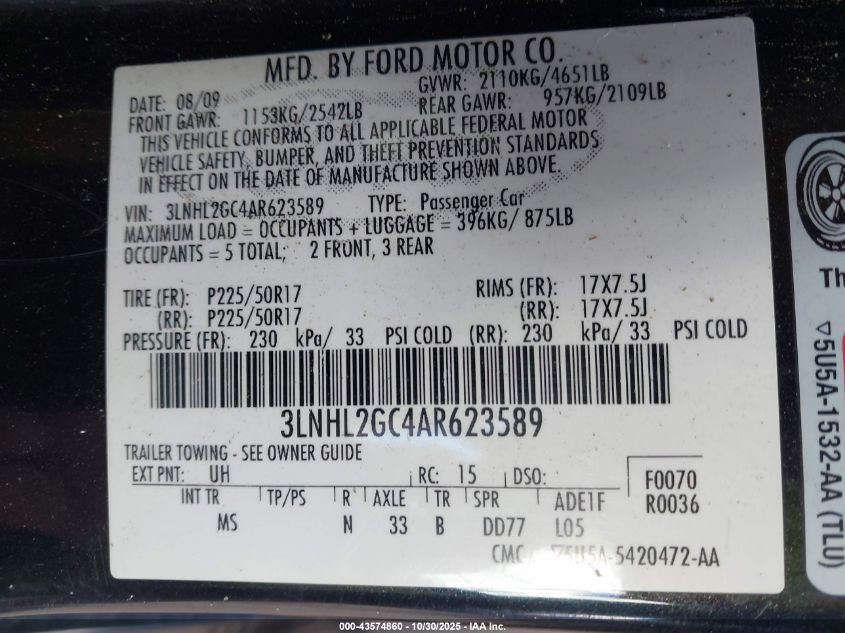 MFD. BY FORD MOTOR CO.
DATE: 08/09 GVWR: 2110KG/4651LB
FRONT GAWR: 1153KG/2542LB REAR GAWR: 957KG/2109LB
THIS VEHICLE CONFORMS TO ALL APPLICABLE FEDERAL MOTOR
VEHICLE SAFETY, BUMPER, AND THEFT PREVENTION STANDARDS
IN EFFECT ON THE DATE OF MANUFACTURE SHOWN ABOVE.
VIN: 3LNHL2GC4AR623589 TYPE: Passenger Car
MAXIMUM LOAD = OCCUPANTS + LUGGAGE = 396KG/ 875LB
OCCUPANTS = 5 TOTAL; 2 FRONT, 3 REAR
TIRE (FR): P225/50R17 RIMS (FR): 17X7.5J
(RR): P225/50R17 (RR): 17X7.5J
PRESSURE (FR): 230 kPa/ 33 PSI COLD (RR): 230 kPa/ 33 PSI COLD
3LNHL2GC4AR623589
TRAILER TOWING - SEE OWNER GUIDE
EXT PNT: UH RC: 15 DSO: F0070
R0036
INT TR TP/PS R AXLE TR SPR ADE1F
MS N 33 B DD77 L05
CMC 5U5A-5420472-AA
Th
5U5A-1532-AA (TLU)
000-43574860 - 10/30/2025 - IAA Inc.